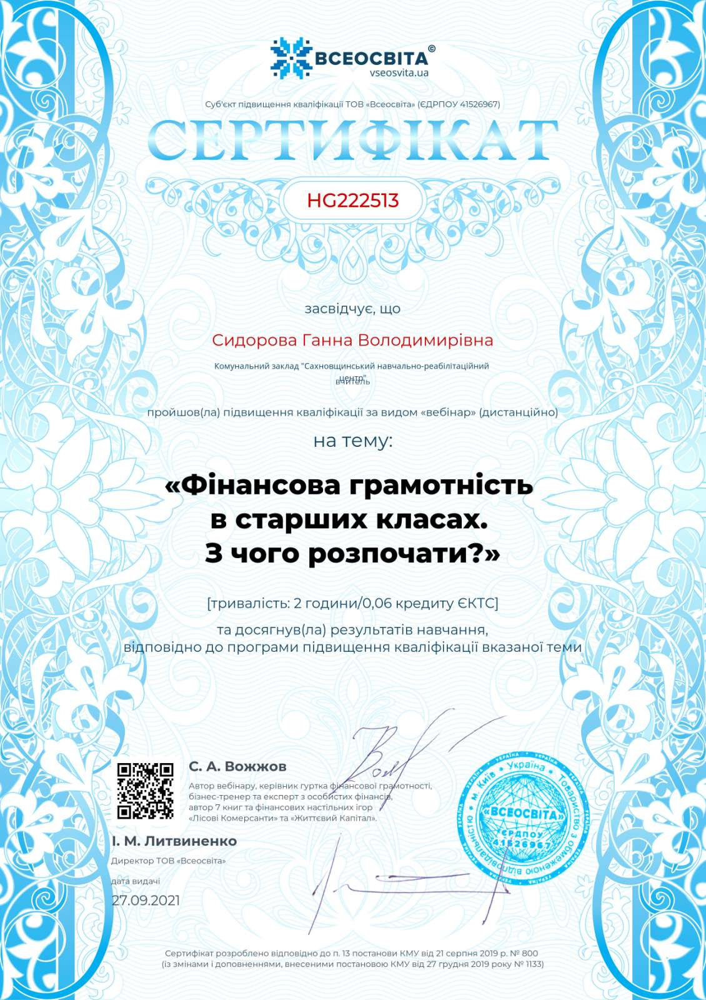 ВСЕОСВІТА©
vseosvita.ua
Суб'єкт підвищення кваліфікації ТОВ «Всеосвіта» (ЄДРПОУ 41526967)
СЕРТИФІКАТ
HG222513
засвідчує, що
Сидорова Ганна Володимирівна
Комунальний заклад "Сахновщинський навчально-реабілітаційний
центр"
вчитель
пройшов(ла) підвищення кваліфікації за видом «вебінар» (дистанційно)
на тему:
«Фінансова грамотність
в старших класах.
З чого розпочати?»
[тривалість: 2 години/0,06 кредиту ЄКТС]
та досягнув(ла) результатів навчання,
відповідно до програми підвищення кваліфікації вказаної теми
С. А. Вожжов
Автор вебінару, керівник гуртка фінансової грамотності,
бізнес-тренер та експерт з особистих фінансів,
автор 7 книг та фінансових настільних ігор
«Лісові Комерсанти» та «Життєвий Капітал».
І. М. Литвиненко
Директор ТОВ «Всеосвіта»
дата видачі
27.09.2021
УКРАЇНА * УКРАЇНА * УКРАЇНА * УКРАЇНА
м. Київ * Україна * Товариство з обмеженою відповідальністю *
«ВСЕОСВІТА»
ЄРДПОУ
41526967
Сертифікат розроблено відповідно до п. 13 постанови КМУ від 21 серпня 2019 р. № 800
(із змінами і доповненнями, внесеними постановою КМУ від 27 грудня 2019 року № 1133)